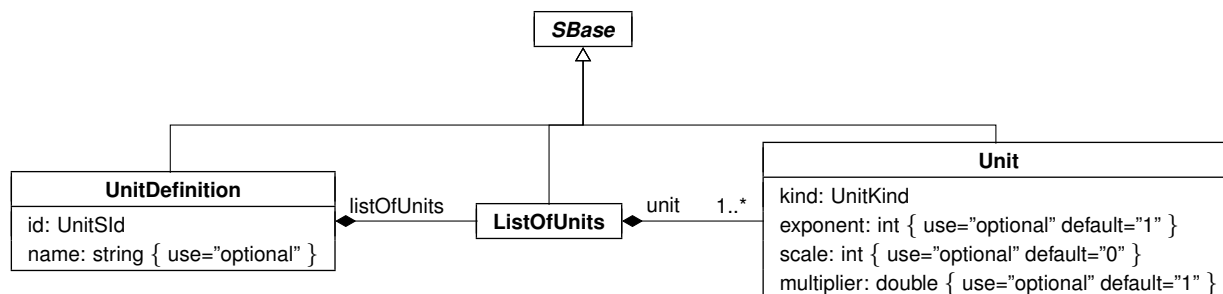 SBase
UnitDefinition
id: UnitSId
name: string { use=”optional” }
listOfUnits
ListOfUnits
unit
1..*
Unit
kind: UnitKind
exponent: int { use=”optional” default=”1” }
scale: int { use=”optional” default=”0” }
multiplier: double { use=”optional” default=”1” }